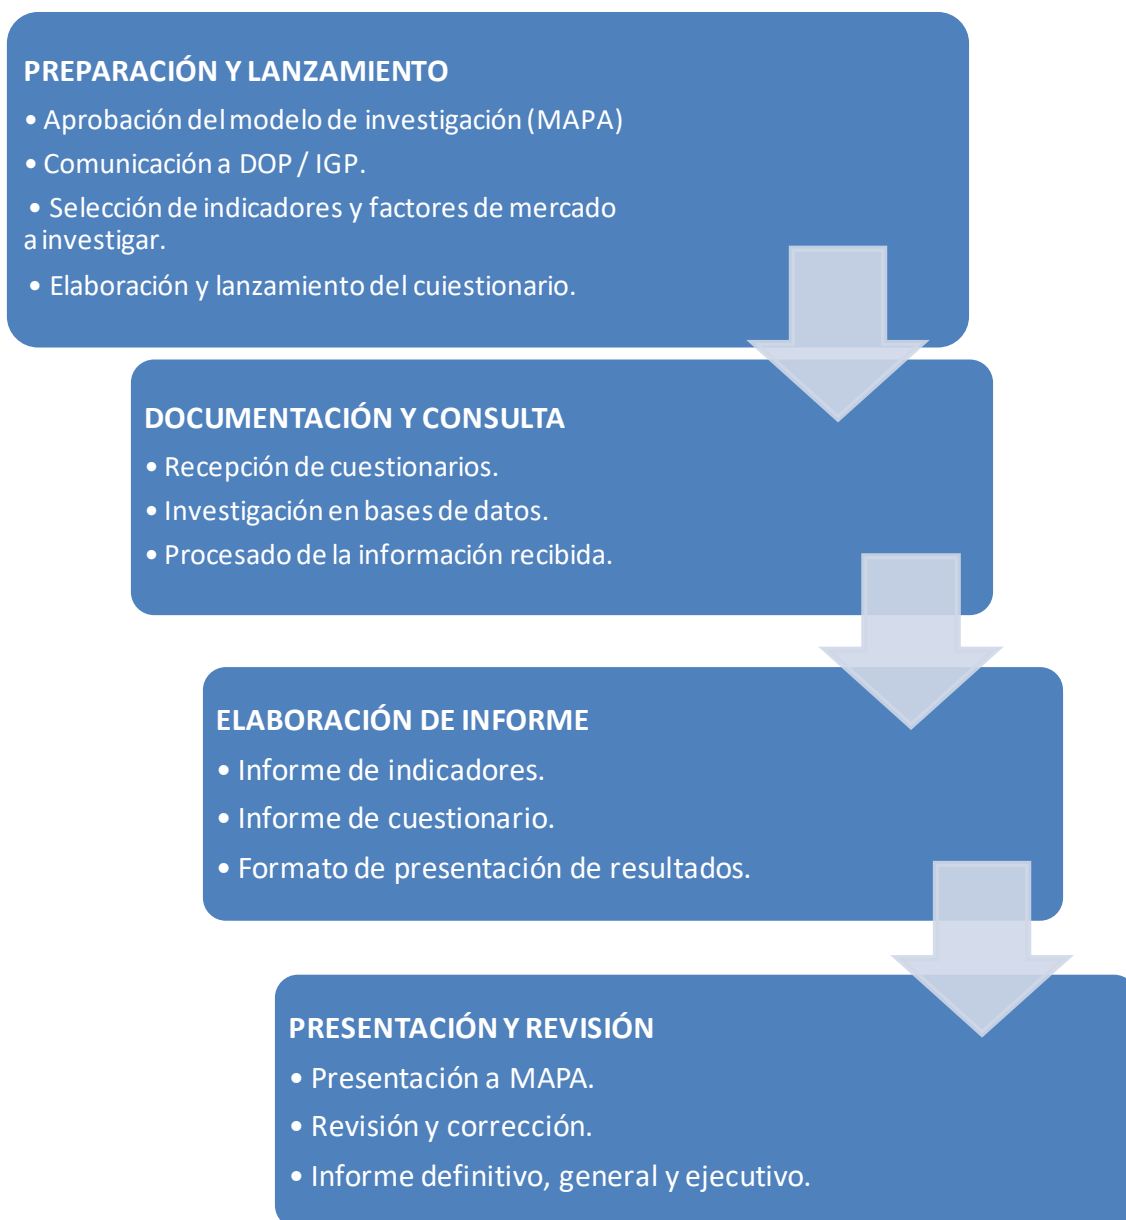 PREPARACIÓN Y LANZAMIENTO
• Aprobación del modelo de investigación (MAPA)
• Comunicación a DOP / IGP.
• Selección de indicadores y factores de mercado
a investigar.
• Elaboración y lanzamiento del cuiestionario.
DOCUMENTACIÓN Y CONSULTA
• Recepción de cuestionarios.
• Investigación en bases de datos.
• Procesado de la información recibida.
ELABORACIÓN DE INFORME
• Informe de indicadores.
• Informe de cuestionario.
• Formato de presentación de resultados.
PRESENTACIÓN Y REVISIÓN
• Presentación a MAPA.
• Revisión y corrección.
• Informe definitivo, general y ejecutivo.